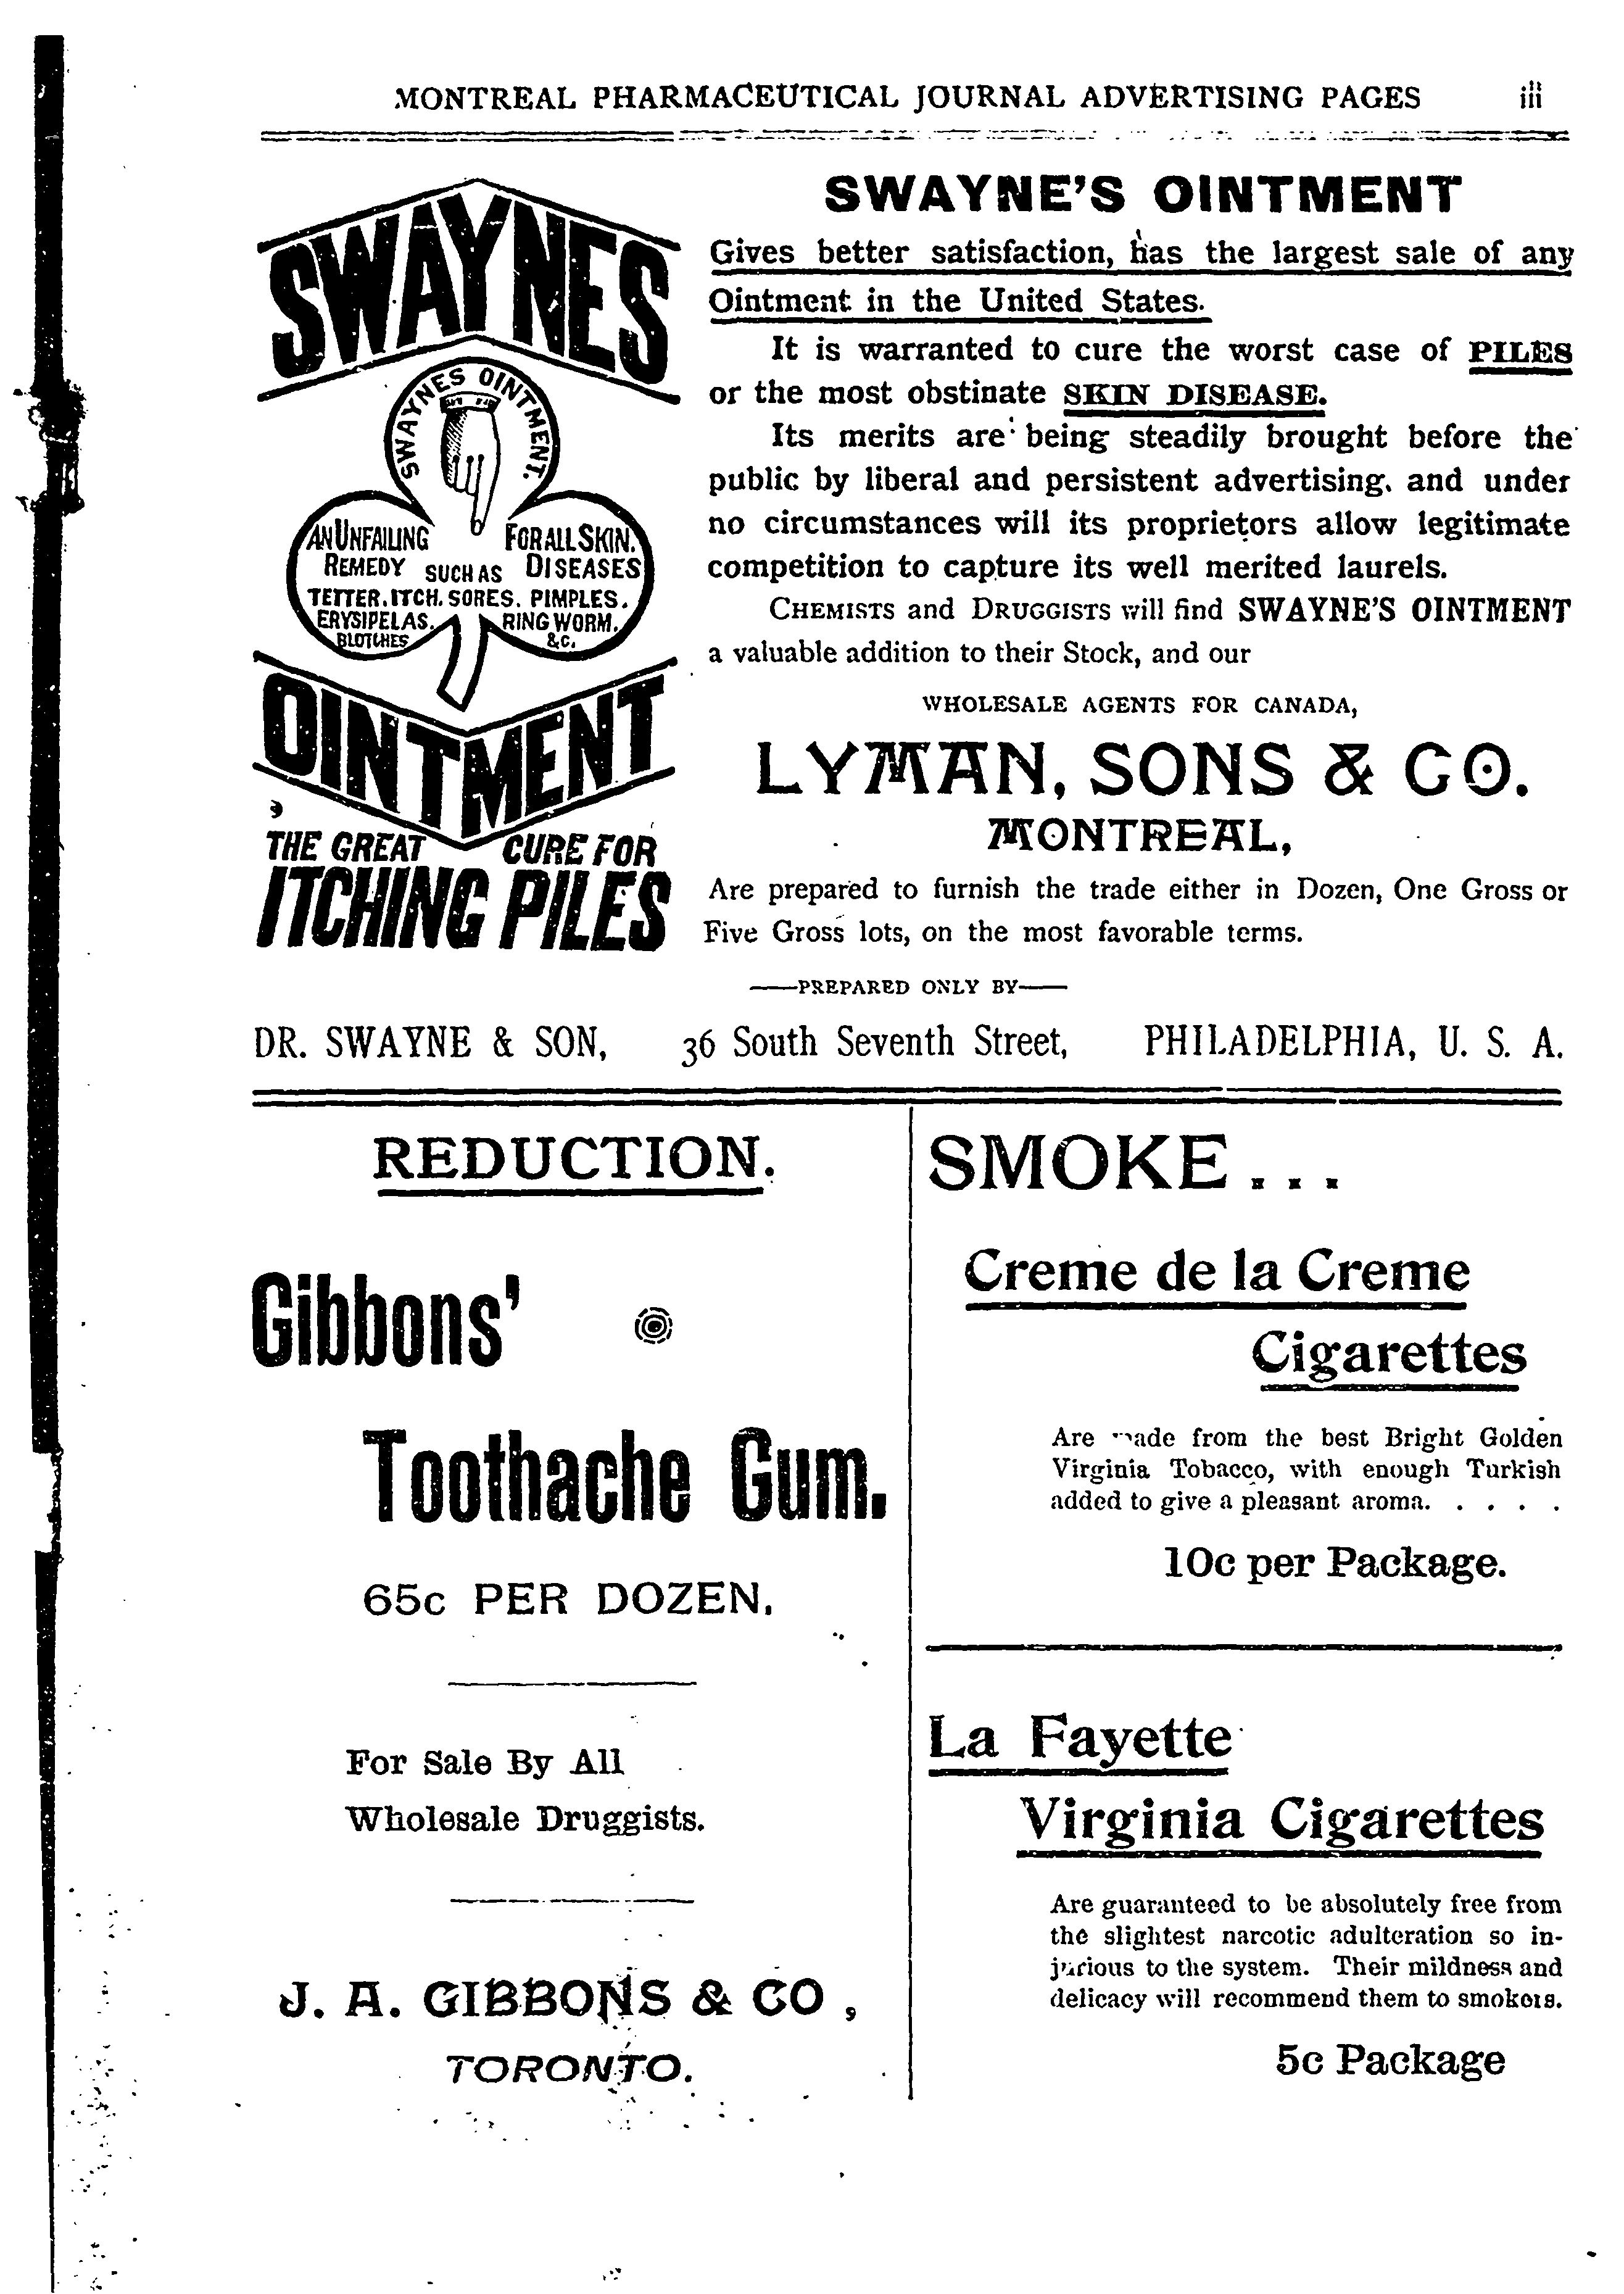 MONTREAL PHARMACEUTICAL JOURNAL ADVERTISING PAGES iii
SWAYNES
SWAYNES OINTMENT.
AN UNFAILING FOR ALL SKIN.
REMEDY SUCH AS DISEASES
TETTER. ITCH. SORES. PIMPLES.
ERYSIPELAS. RING WORM.
BLOTCHES &C.
OINTMENT
THE GREAT CURE FOR
ITCHING PILES
SWAYNE'S OINTMENT
Gives better satisfaction, has the largest sale of any
Ointment in the United States.
It is warranted to cure the worst case of PILES
or the most obstinate SKIN DISEASE.
Its merits are being steadily brought before the
public by liberal and persistent advertising. and under
no circumstances will its proprietors allow legitimate
competition to capture its well merited laurels.
CHEMISTS and DRUGGISTS will find SWAYNE'S OINTMENT
a valuable addition to their Stock, and our
WHOLESALE AGENTS FOR CANADA,
LYMAN, SONS & CO.
MONTREAL,
Are prepared to furnish the trade either in Dozen, One Gross or
Five Gross lots, on the most favorable terms.
—PREPARED ONLY BY—
DR. SWAYNE & SON, 36 South Seventh Street, PHILADELPHIA, U. S. A.
REDUCTION.
Gibbons'
Toothache Gum.
65c PER DOZEN.
For Sale By All
Wholesale Druggists.
J. A. GIBBONS & CO,
TORONTO.
SMOKE...
Creme de la Creme
Cigarettes
Are made from the best Bright Golden
Virginia Tobacco, with enough Turkish
added to give a pleasant aroma. . . . .
10c per Package.
La Fayette
Virginia Cigarettes
Are guaranteed to be absolutely free from
the slightest narcotic adulteration so in-
jurious to the system. Their mildness and
delicacy will recommend them to smokers.
5c Package